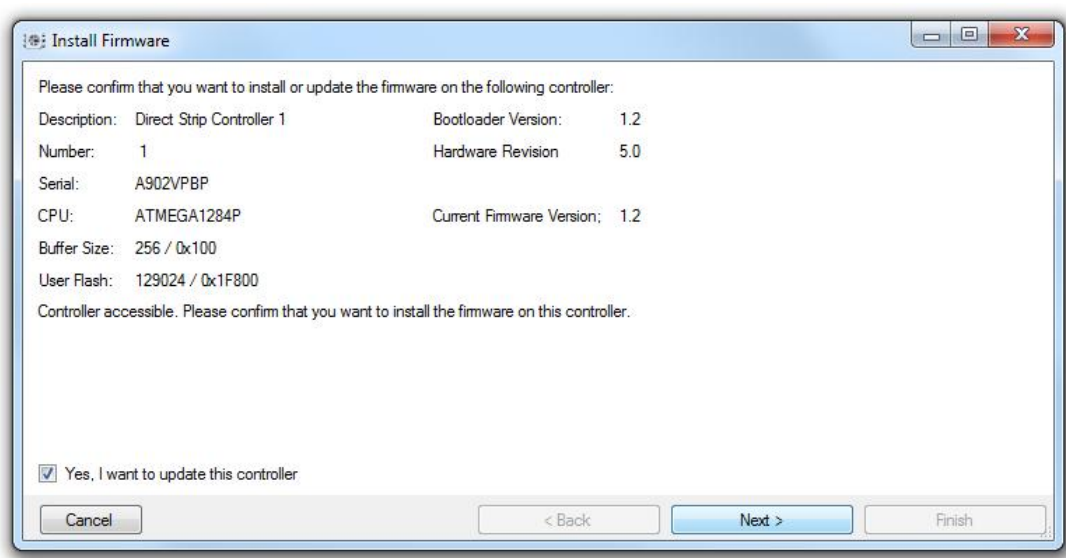 Install Firmware
Please confirm that you want to install or update the firmware on the following controller:
Description: Direct Strip Controller 1 Bootloader Version: 1.2
Number: 1 Hardware Revision 5.0
Serial: A902VPBP
CPU: ATMEGA1284P Current Firmware Version; 1.2
Buffer Size: 256 / 0x100
User Flash: 129024 / 0x1F800
Controller accessible. Please confirm that you want to install the firmware on this controller.
Yes, I want to update this controller
Cancel < Back Next > Finish